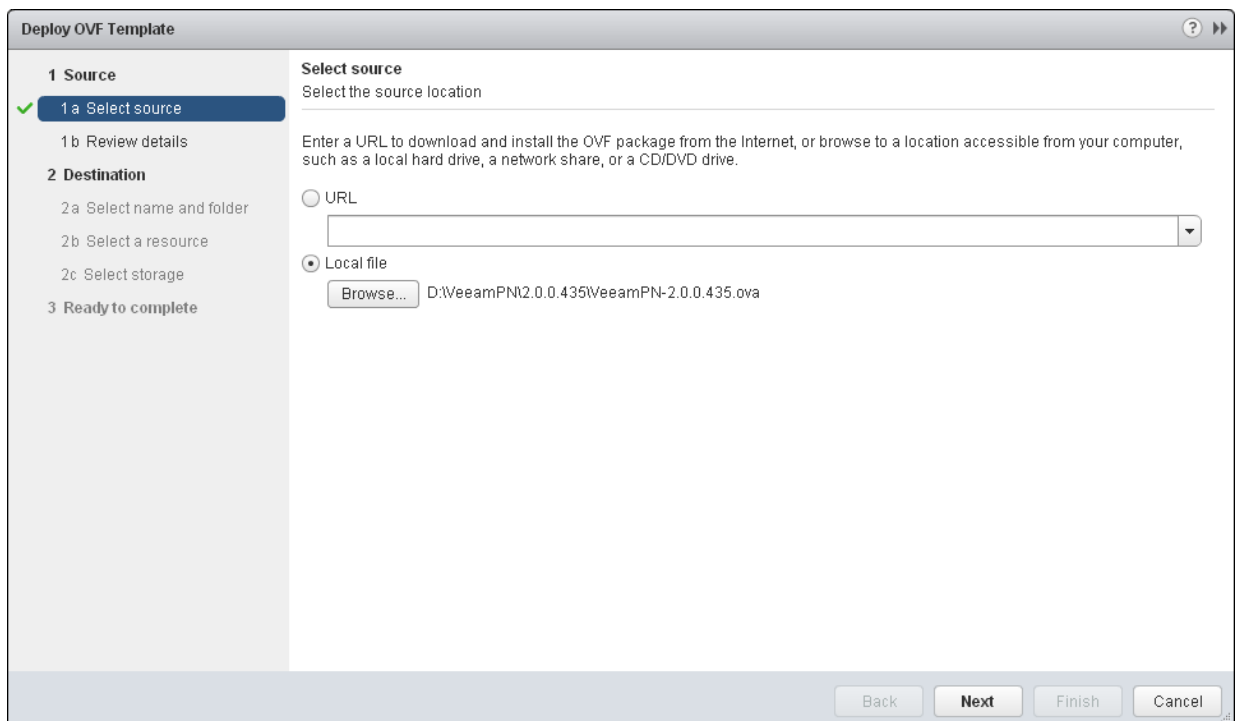 Deploy OVF Template
1 Source
1a Select source
1b Review details
2 Destination
2a Select name and folder
2b Select a resource
2c Select storage
3 Ready to complete
Select source
Select the source location
Enter a URL to download and install the OVF package from the Internet, or browse to a location accessible from your computer,
such as a local hard drive, a network share, or a CD/DVD drive.
URL
Local file
Browse... D:\VeeamPN\2.0.0.435\VeeamPN-2.0.0.435.ova
Back Next Finish Cancel